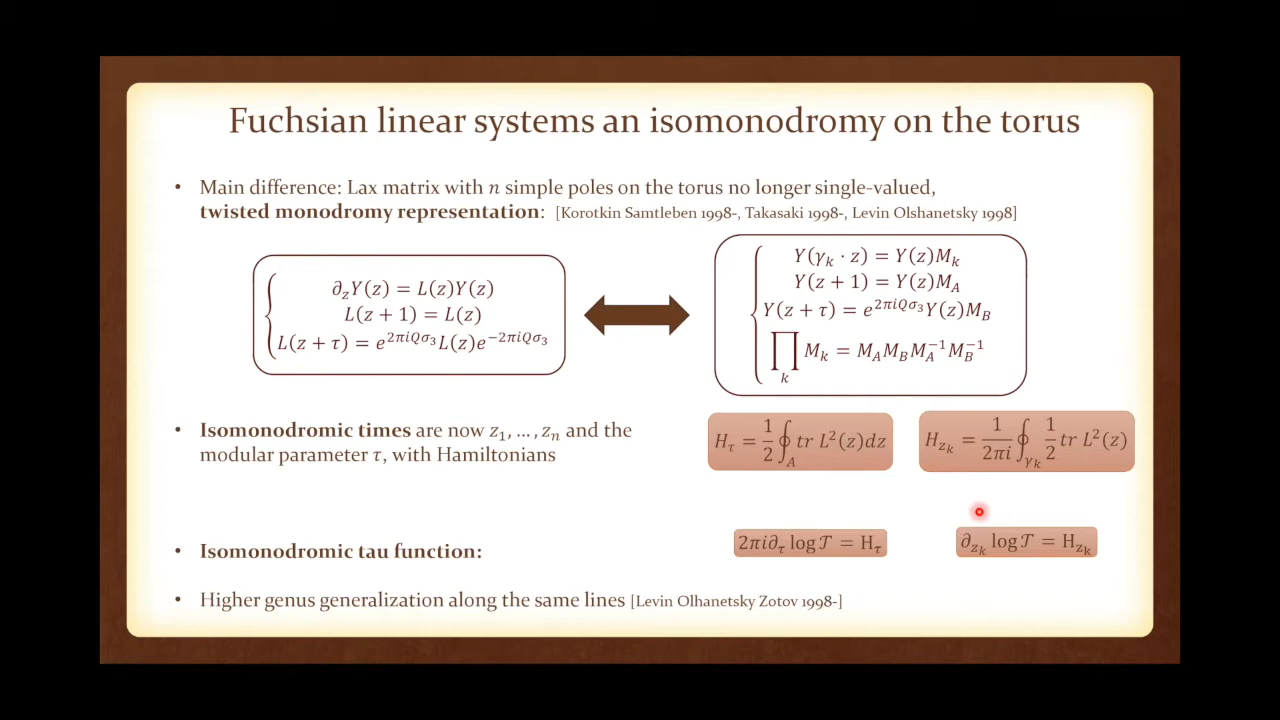 Fuchsian linear systems an isomonodromy on the torus
• Main difference: Lax matrix with n simple poles on the torus no longer single-valued,
twisted monodromy representation: [Korotkin Samtleben 1998-, Takasaki 1998-, Levin Olshanetsky 1998]
∂_z Y(z) = L(z)Y(z)
L(z + 1) = L(z)
L(z + τ) = e^{2πiQσ_3} L(z)e^{−2πiQσ_3}
Y(γ_k · z) = Y(z)M_k
Y(z + 1) = Y(z)M_A
Y(z + τ) = e^{2πiQσ_3} Y(z)M_B
∏_k M_k = M_A M_B M_A^{−1} M_B^{−1}
• Isomonodromic times are now z_1, … , z_n and the
modular parameter τ, with Hamiltonians
H_τ = 1/2 ∮_A tr L^2(z)dz
H_{z_k} = 1/2πi ∮_{γ_k} 1/2 tr L^2(z)
• Isomonodromic tau function:
2πi∂_τ log 𝒯 = H_τ
∂_{z_k} log 𝒯 = H_{z_k}
• Higher genus generalization along the same lines [Levin Olhanetsky Zotov 1998-]